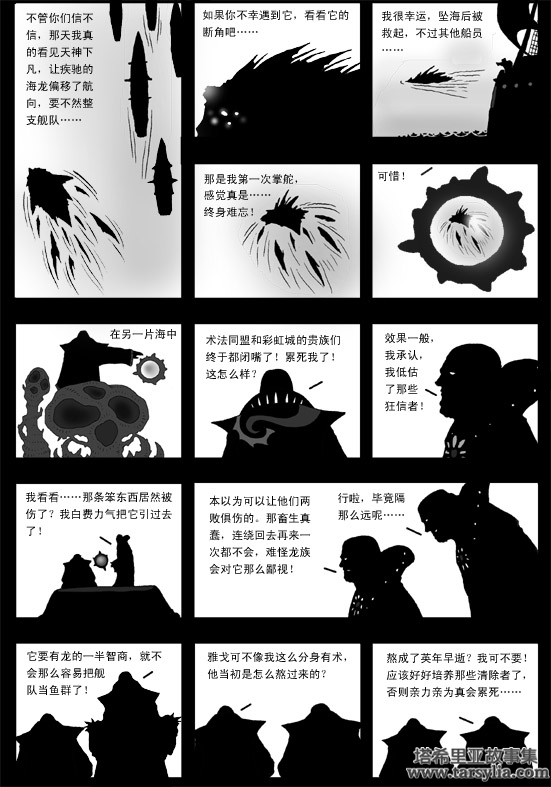 不管你们信不
信，那天我真
的看见天神下
凡，让疾驰的
海龙偏移了航
向，要不然整
支舰队……
如果你不幸遇到它，看看它的
断角吧……
我很幸运，坠海后被
救起，不过其他船员
……
那是我第一次掌舵，
感觉真是……
终身难忘！
可惜！
在另一片海中
术法同盟和彩虹城的贵族们
终于都闭嘴了！累死我了！
这怎么样？
效果一般，
我承认，
我低估
了那些
狂信者！
我看看……那条笨东西居然被
伤了？我白费力气把它引过去
了！
本以为可以让他们两
败俱伤的。那畜生真
蠢，连绕回去再来一
次都不会，难怪龙族
会对它那么鄙视！
行啦，毕竟隔
那么远呢……
它要有龙的一半智商，就不
会那么容易把舰
队当鱼群了！
雅戈可不像我这么分身有术，
他当初是怎么熬过来的？
熬成了英年早逝？我可不要！
应该好好培养那些清除者了，
否则亲力亲为真会累死……
塔希里亚故事集
www.tarsylia.com